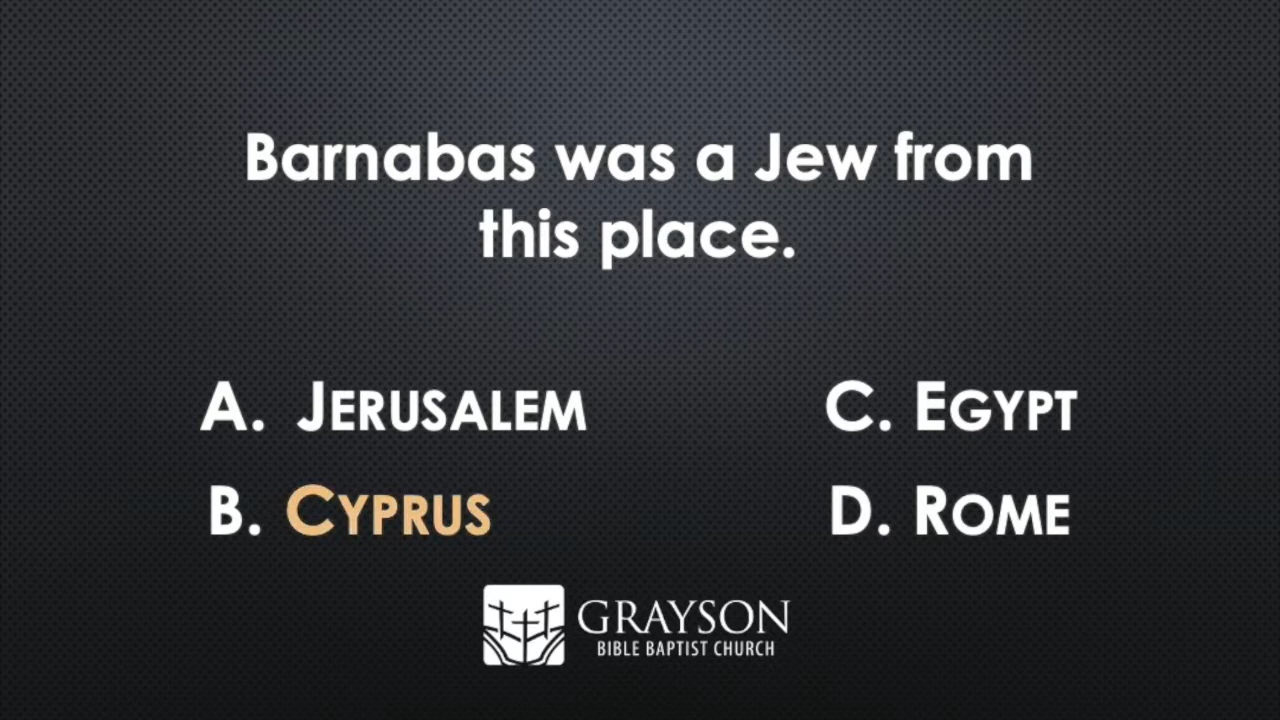 Barnabas was a Jew from
this place.
A. JERUSALEM
B. CYPRUS
C. EGYPT
D. ROME
GRAYSON
BIBLE BAPTIST CHURCH